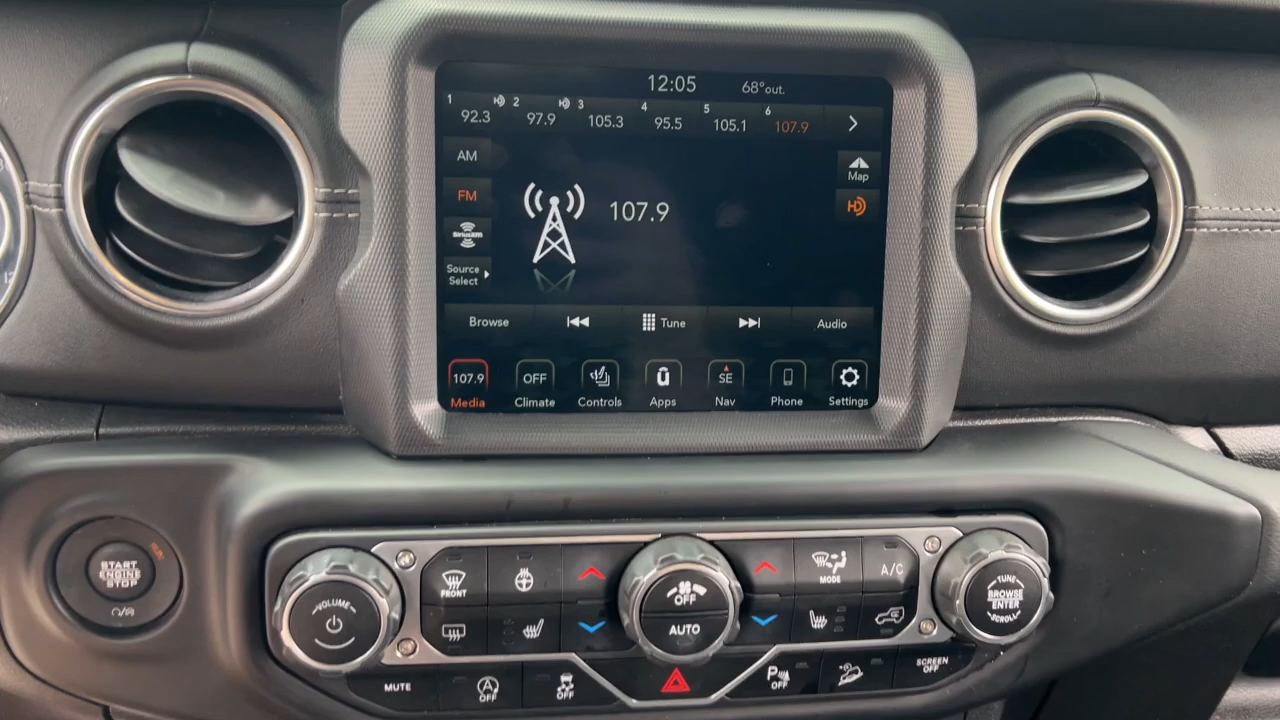 12:05 68°out.
1 92.3 2 97.9 3 105.3 4 95.5 5 105.1 6 107.9
AM
Map
FM
HD
107.9
SiriusXM
Source
Select
Browse Tune Audio
107.9 OFF SE
Media Climate Controls Apps Nav Phone Settings
START
ENGINE
STOP
VOLUME
FRONT
OFF
AUTO
MODE
A/C
TUNE
BROWSE
ENTER
SCROLL
MUTE
A
OFF
OFF
P
OFF
SCREEN
OFF